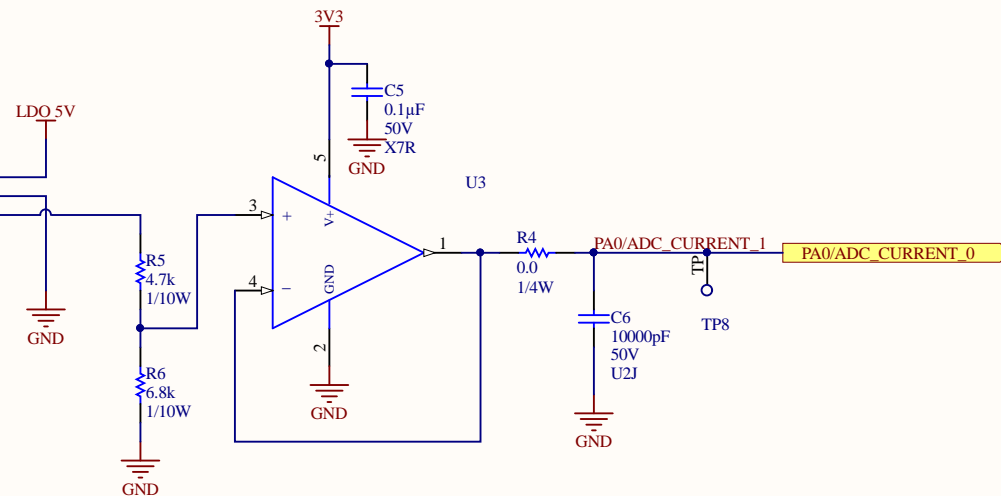 3V3
C5
0.1µF
50V
X7R
GND
LDO 5V
GND
5
U3
3
+
V+
1
4
−
GND
2
GND
R5
4.7k
1/10W
R6
6.8k
1/10W
GND
R4
0.0
1/4W
PA0/ADC_CURRENT_1
PA0/ADC_CURRENT_0
TP
TP8
C6
10000pF
50V
U2J
GND